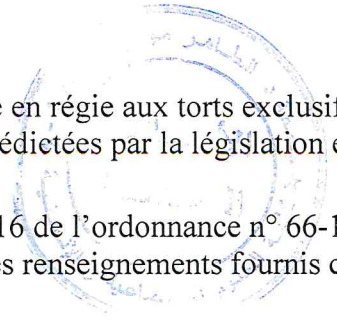 e en régie aux torts exclusif
édictées par la législation e
16 de l’ordonnance n° 66-1
es renseignements fournis c